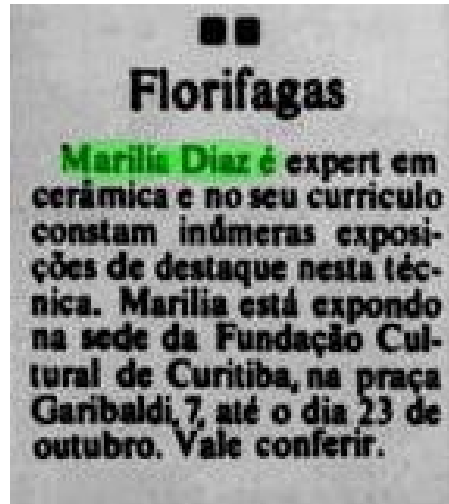 Florifagas
Marilia Diaz é expert em
cerâmica e no seu curriculo
constam inúmeras exposi-
ções de destaque nesta téc-
nica. Marilia está expondo
na sede da Fundação Cul-
tural de Curitiba, na praça
Garibaldi, 7, até o dia 23 de
outubro. Vale conferir.